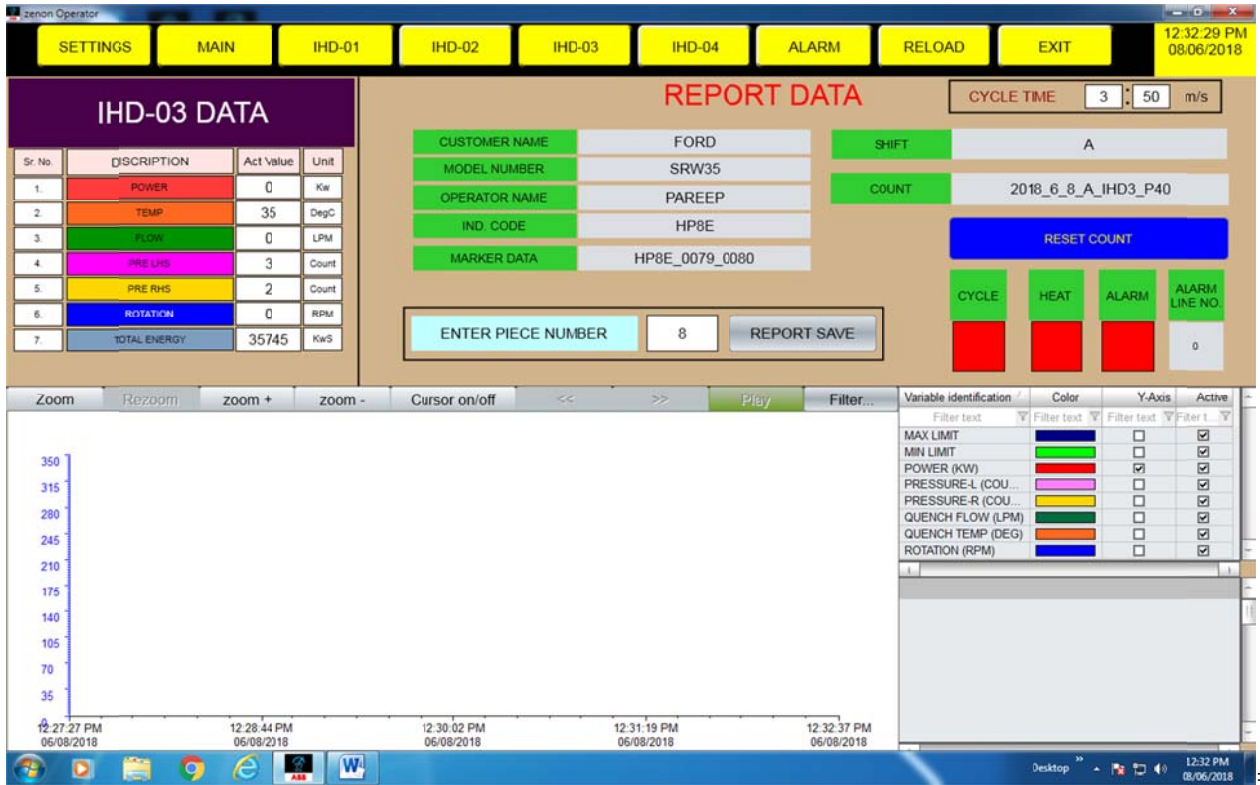 zenon Operator
SETTINGS MAIN IHD-01 IHD-02 IHD-03 IHD-04 ALARM RELOAD EXIT 12:32:29 PM
08/06/2018
IHD-03 DATA
REPORT DATA
CYCLE TIME 3 : 50 m/s
Sr. No. DISCRIPTION Act Value Unit
1. POWER 0 Kw
2. TEMP 35 DegC
3. FLOW 0 LPM
4. PRE LHS 3 Count
5. PRE RHS 2 Count
6. ROTATION 0 RPM
7. TOTAL ENERGY 35745 KwS
CUSTOMER NAME FORD
MODEL NUMBER SRW35
OPERATOR NAME PAREEP
IND. CODE HP8E
MARKER DATA HP8E_0079_0080
SHIFT A
COUNT 2018_6_8_A_IHD3_P40
RESET COUNT
ENTER PIECE NUMBER 8 REPORT SAVE
CYCLE HEAT ALARM ALARM LINE NO.
0
Zoom Rezoom zoom + zoom - Cursor on/off << >> Play Filter...
Variable identification Color Y-Axis Active
Filter text Filter text Filter text Filter t...
MAX LIMIT
MIN LIMIT
POWER (KW)
PRESSURE-L (COU...
PRESSURE-R (COU...
QUENCH FLOW (LPM)
QUENCH TEMP (DEG)
ROTATION (RPM)
350
315
280
245
210
175
140
105
70
35
0
12:27:27 PM 12:28:44 PM 12:30:02 PM 12:31:19 PM 12:32:37 PM
06/08/2018 06/08/2018 06/08/2018 06/08/2018 06/08/2018
ABB
W
Desktop » 12:32 PM
08/06/2018